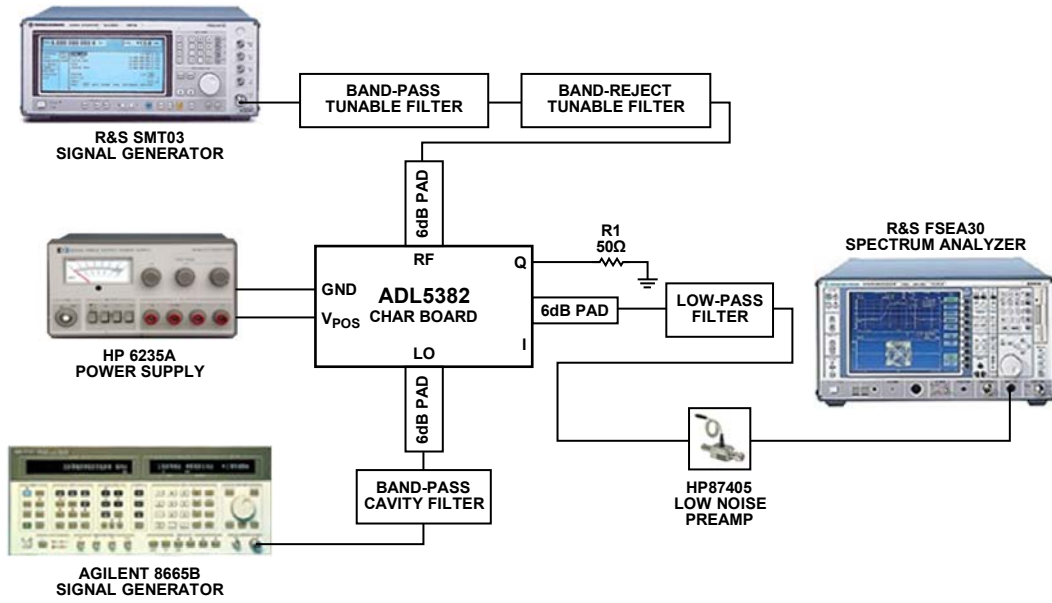 R&S SMT03
SIGNAL GENERATOR
BAND-PASS
TUNABLE FILTER
BAND-REJECT
TUNABLE FILTER
6dB PAD
HP 6235A
POWER SUPPLY
RF
GND
VPOS
LO
Q
I
ADL5382
CHAR BOARD
R1
50Ω
6dB PAD
LOW-PASS
FILTER
R&S FSEA30
SPECTRUM ANALYZER
HP87405
LOW NOISE
PREAMP
6dB PAD
BAND-PASS
CAVITY FILTER
AGILENT 8665B
SIGNAL GENERATOR